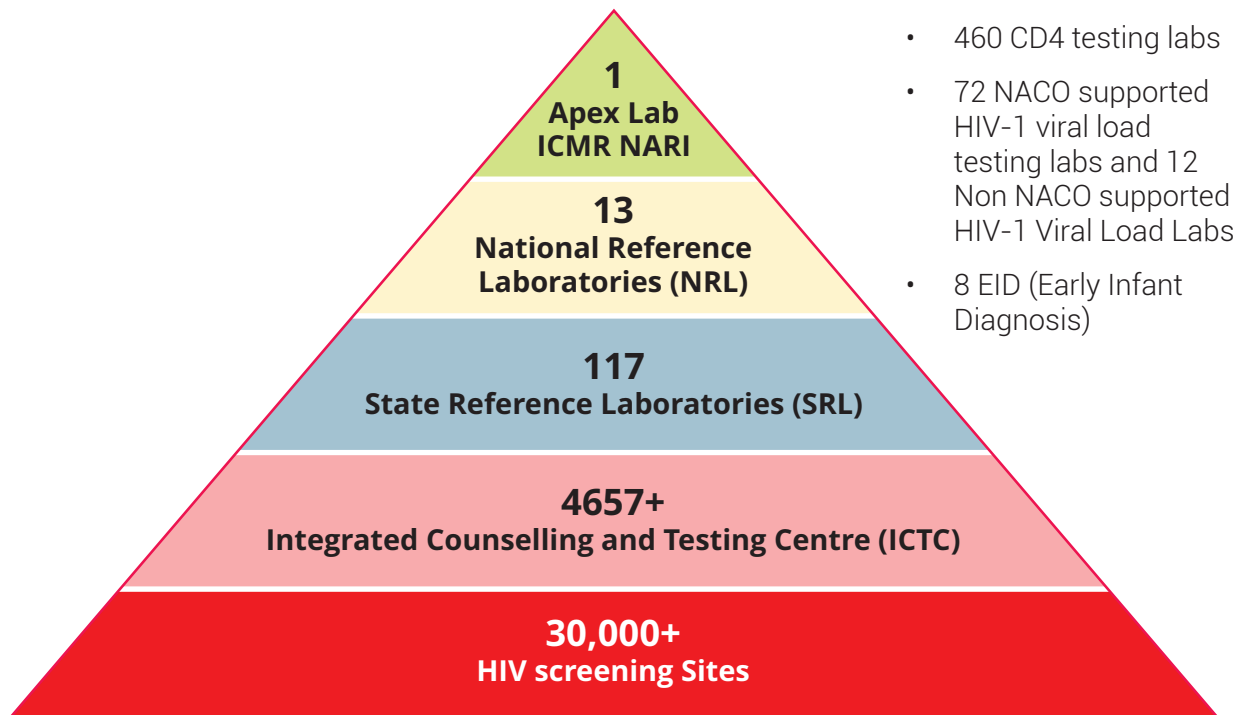 1
Apex Lab
ICMR NARI
13
National Reference
Laboratories (NRL)
117
State Reference Laboratories (SRL)
4657+
Integrated Counselling and Testing Centre (ICTC)
30,000+
HIV screening Sites
• 460 CD4 testing labs
• 72 NACO supported
HIV-1 viral load
testing labs and 12
Non NACO supported
HIV-1 Viral Load Labs
• 8 EID (Early Infant
Diagnosis)